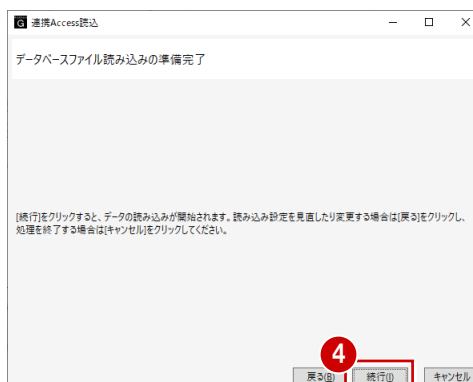 G 連携Access読込
データベースファイル読み込みの準備完了
[続行]をクリックすると、データの読み込みが開始されます。読み込み設定を見直したり変更する場合は[戻る]をクリックし、
処理を終了する場合は[キャンセル]をクリックしてください。
4
戻る(B) 続行(I) キャンセル